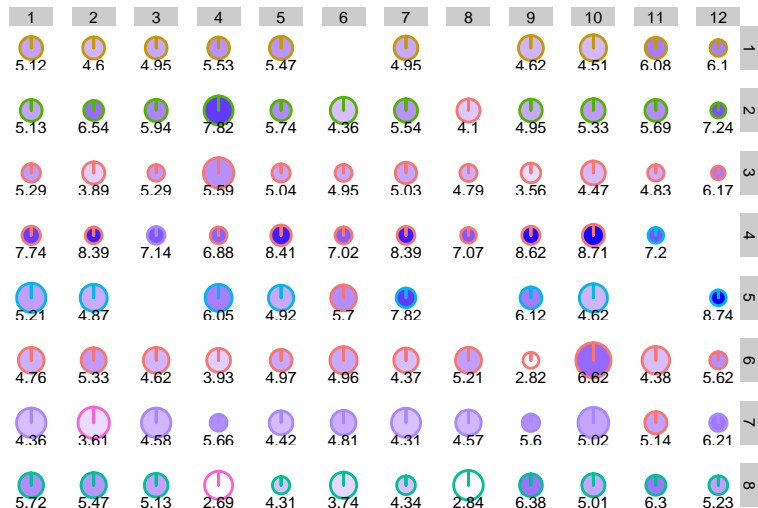 1 2 3 4 5 6 7 8 9 10 11 12
5.12 4.6 4.95 5.53 5.47 4.95 4.62 4.51 6.08 6.1 1
5.13 6.54 5.94 7.82 5.74 4.36 5.54 4.1 4.95 5.33 5.69 7.24 2
5.29 3.89 5.29 5.59 5.04 4.95 5.03 4.79 3.56 4.47 4.83 6.17 3
7.74 8.39 7.14 6.88 8.41 7.02 8.39 7.07 8.62 8.71 7.2 4
5.21 4.87 6.05 4.92 5.7 7.82 6.12 4.62 8.74 5
4.76 5.33 4.62 3.93 4.97 4.96 4.37 5.21 2.82 6.62 4.38 5.62 6
4.36 3.61 4.58 5.66 4.42 4.81 4.31 4.57 5.6 5.02 5.14 6.21 7
5.72 5.47 5.13 2.69 4.31 3.74 4.34 2.84 6.38 5.01 6.3 5.23 8